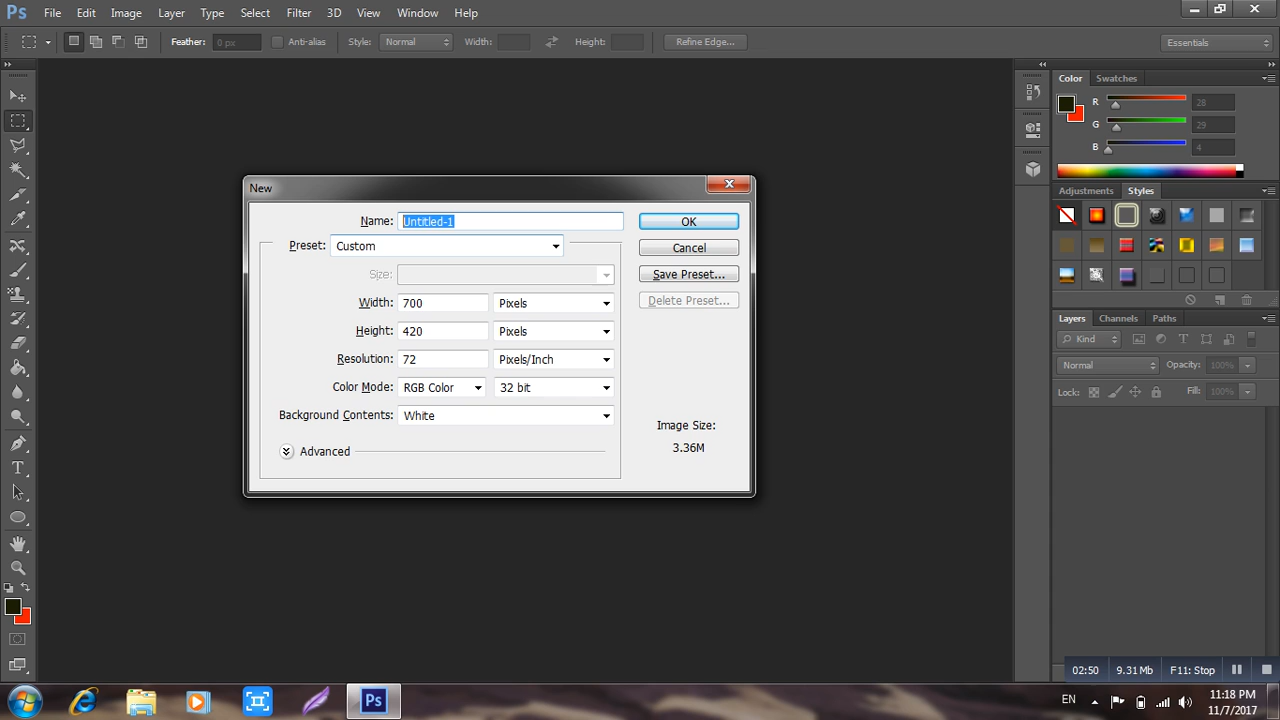 Ps File Edit Image Layer Type Select Filter 3D View Window Help
Feather: 0 px Anti-alias Style: Normal Width: Height: Refine Edge... Essentials
Color Swatches
R 28
G 29
B 4
Adjustments Styles
New
Name: Untitled-1 OK
Preset: Custom Cancel
Size: Save Preset...
Width: 700 Pixels Delete Preset...
Height: 420 Pixels
Resolution: 72 Pixels/Inch
Color Mode: RGB Color 32 bit
Background Contents: White
Image Size:
3.36M
Advanced
Layers Channels Paths
Kind
Normal Opacity: 100%
Lock: Fill: 100%
T
02:50 9.31 Mb F11: Stop
Ps
EN 11:18 PM
11/7/2017